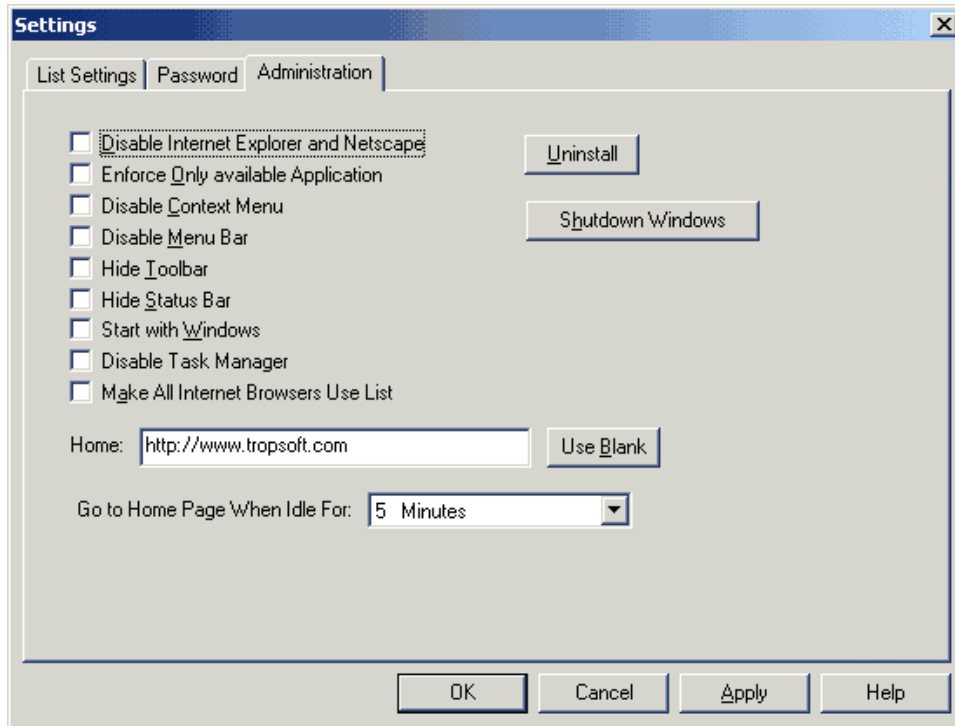 Settings
List Settings Password Administration
Disable Internet Explorer and Netscape
Uninstall
Enforce Only available Application
Disable Context Menu
Shutdown Windows
Disable Menu Bar
Hide Toolbar
Hide Status Bar
Start with Windows
Disable Task Manager
Make All Internet Browsers Use List
Home: http://www.tropsoft.com Use Blank
Go to Home Page When Idle For: 5 Minutes
OK Cancel Apply Help